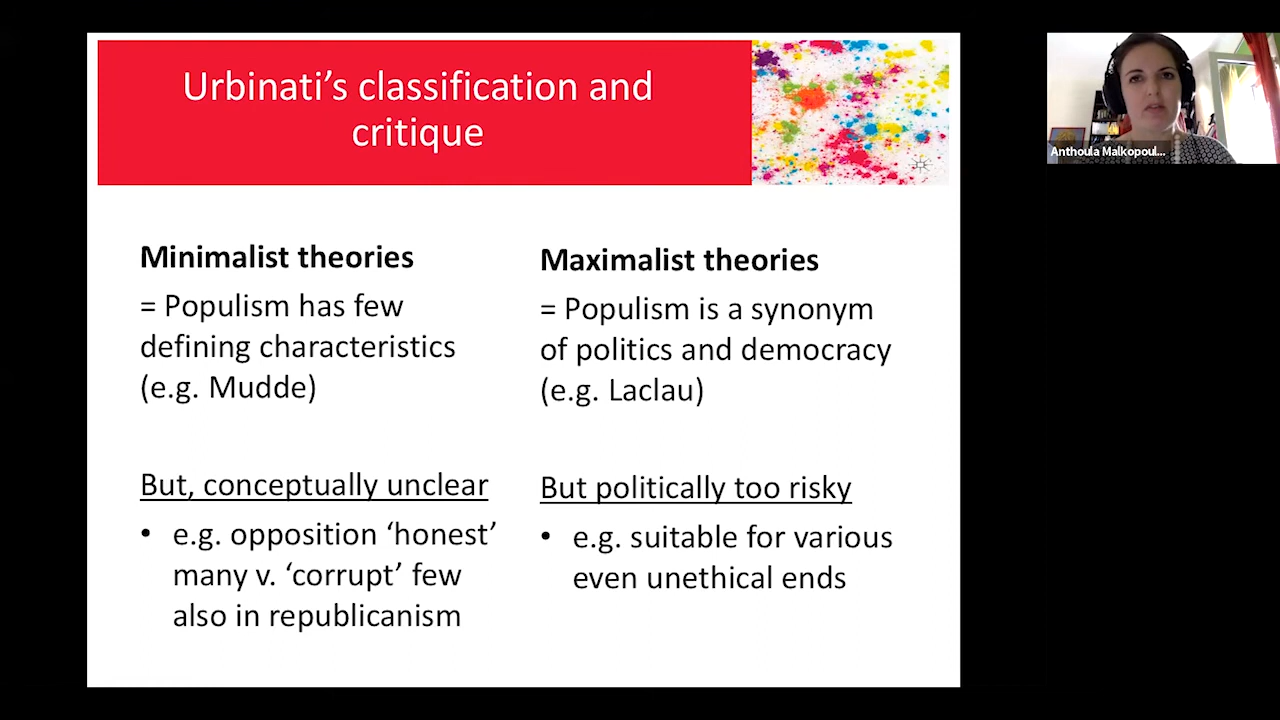 Urbinati’s classification and
critique
Minimalist theories
= Populism has few
defining characteristics
(e.g. Mudde)
But, conceptually unclear
• e.g. opposition ‘honest’
many v. ‘corrupt’ few
also in republicanism
Maximalist theories
= Populism is a synonym
of politics and democracy
(e.g. Laclau)
But politically too risky
• e.g. suitable for various
even unethical ends
Anthoula Malkopoul...